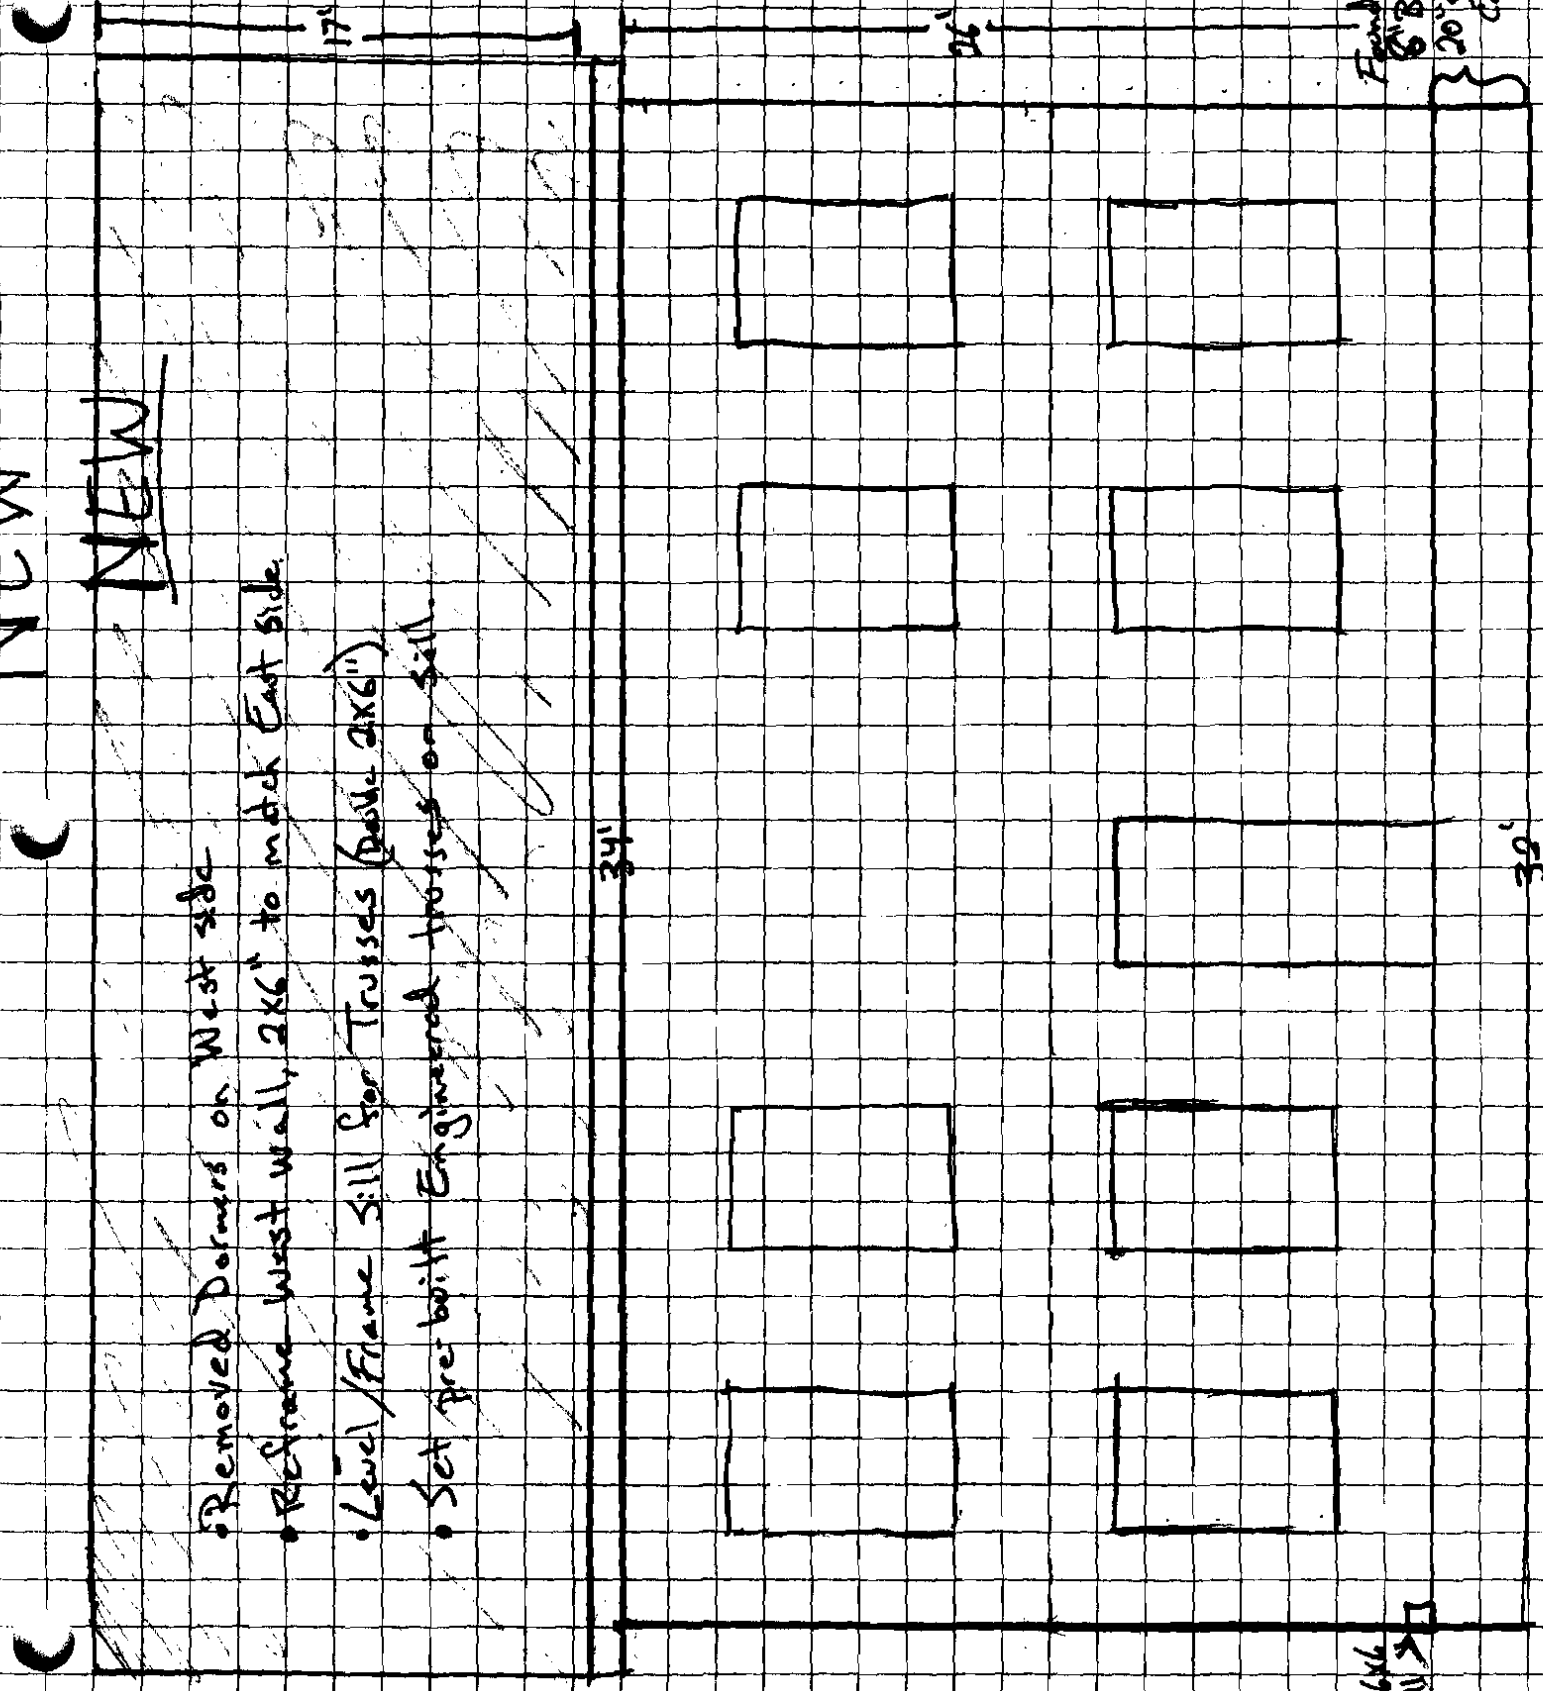 NEW
NEW
• Removed Dormers on West side
• Reframe West wall, 2x6" to match East side.
• Level/Frame Sill for Trusses (Double 2x6")
• Set pre-built Engineered trusses on Sill.
17'
26'
34'
32'
20"
6x6